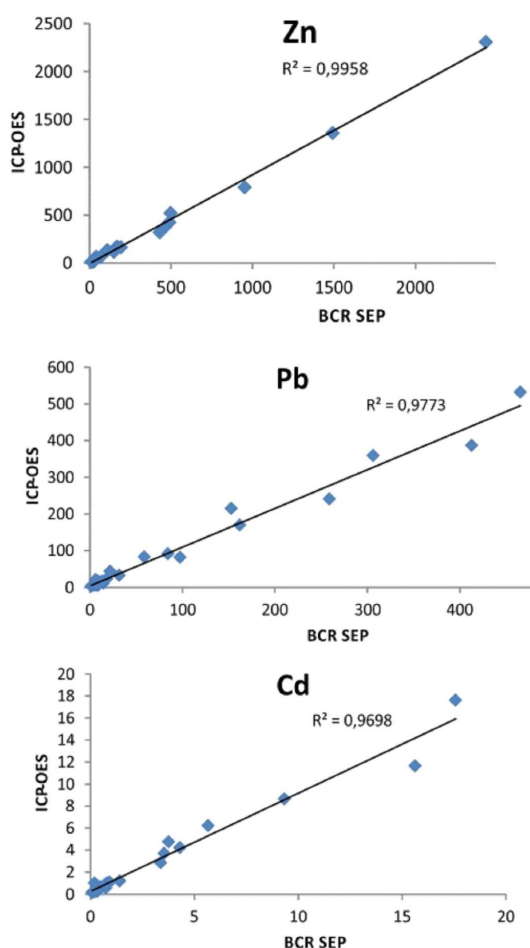 Zn
R² = 0,9958
ICP-OES
2500
2000
1500
1000
500
0
0 500 1000 1500 2000
BCR SEP
Pb
R² = 0,9773
ICP-OES
600
500
400
300
200
100
0
0 100 200 300 400
BCR SEP
Cd
R² = 0,9698
ICP-OES
20
18
16
14
12
10
8
6
4
2
0
0 5 10 15 20
BCR SEP